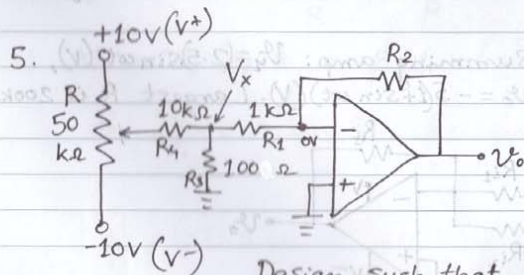 +10V (V+)
5.
R2
Vx
R
50
kΩ
10kΩ
1kΩ
R4
R1
0V
−
+
R3
100 Ω
vo
-10V (V-)
Design such that